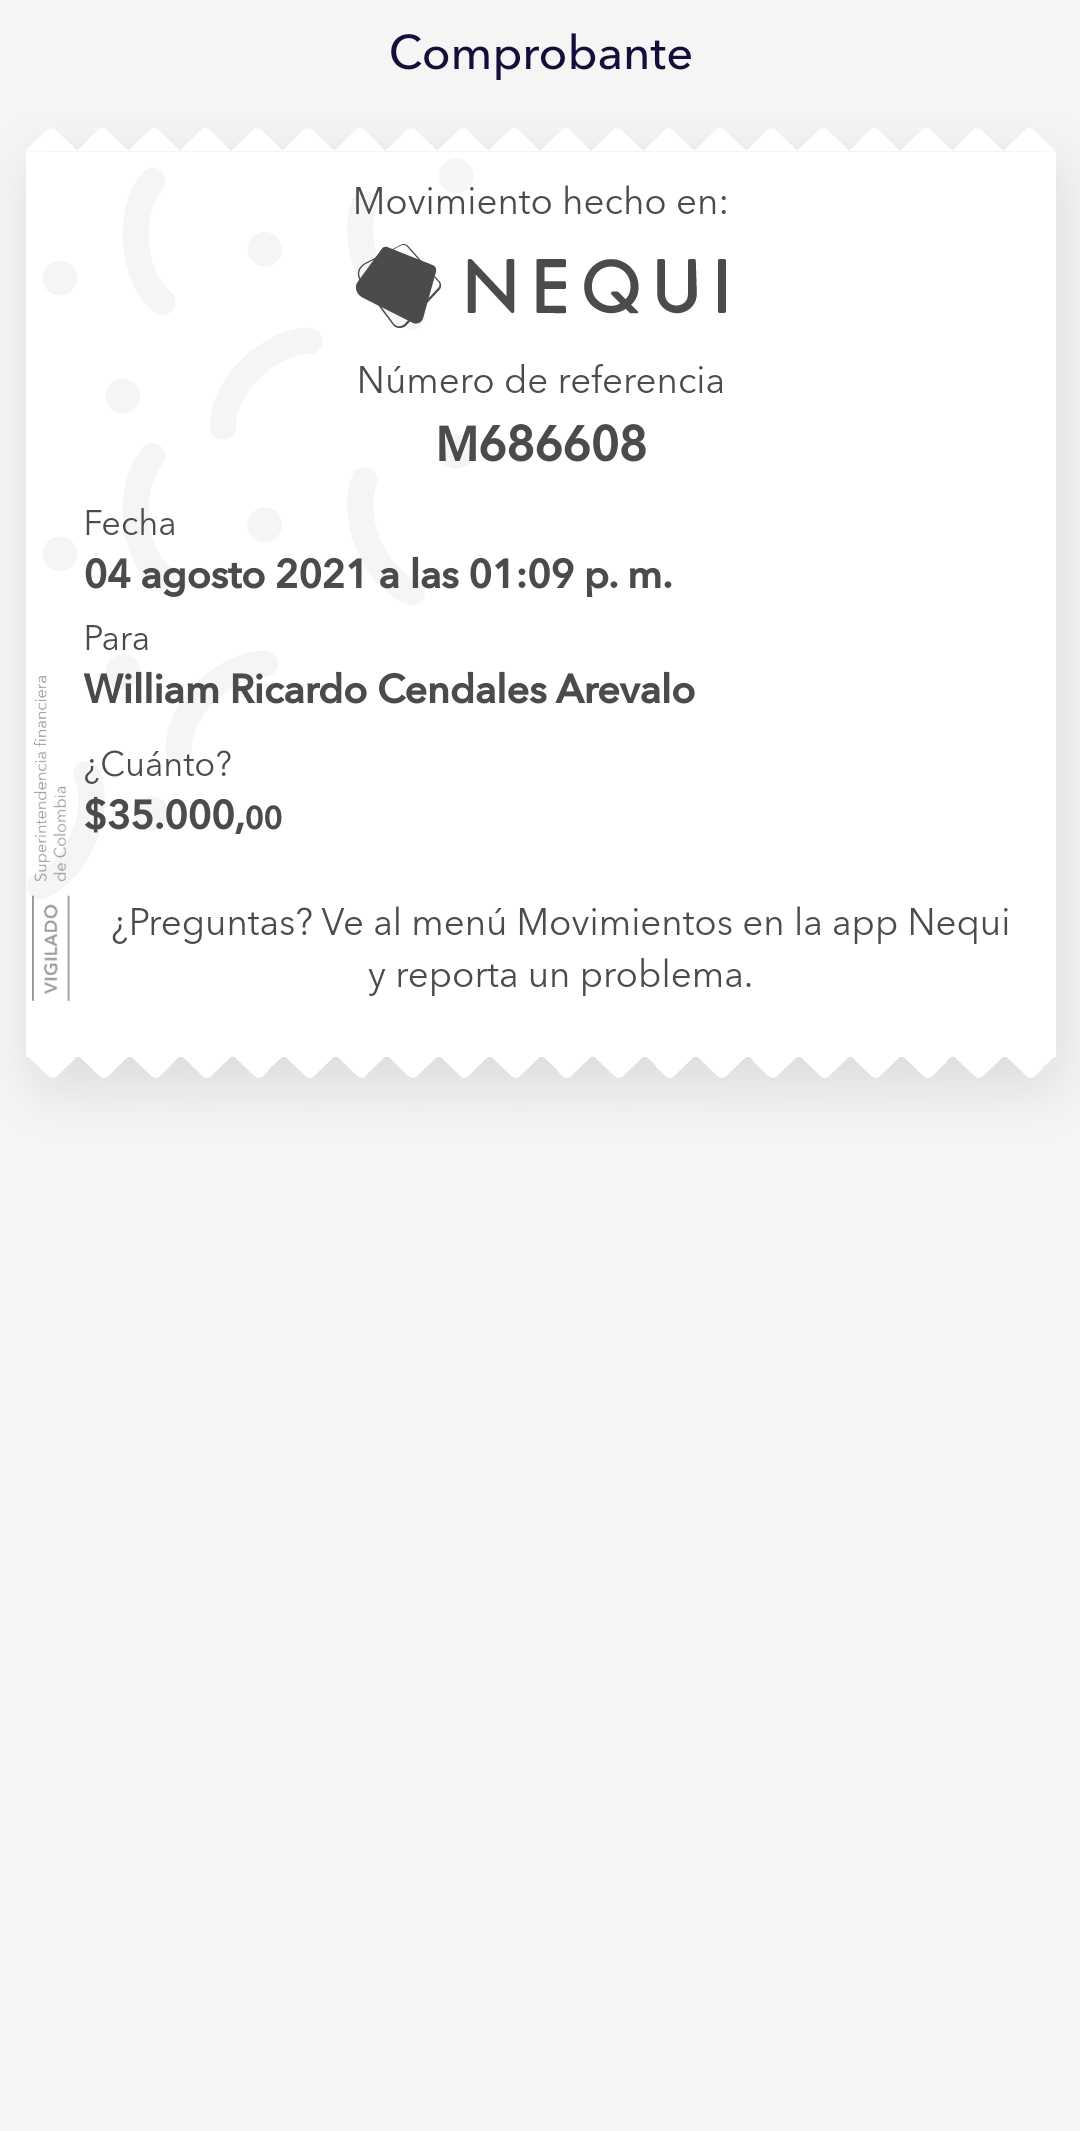 Comprobante
Movimiento hecho en:
NEQUI
Número de referencia
M686608
Fecha
04 agosto 2021 a las 01:09 p. m.
Para
William Ricardo Cendales Arevalo
¿Cuánto?
$35.000,00
¿Preguntas? Ve al menú Movimientos en la app Nequi
y reporta un problema.
VIGILADO
Superintendencia financiera
de Colombia